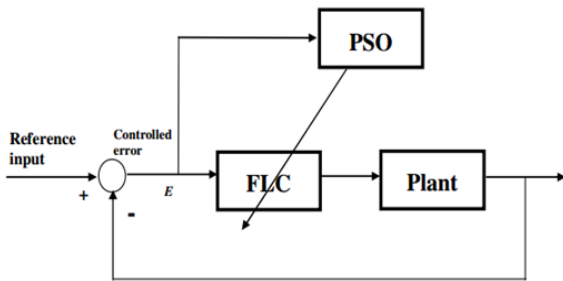 PSO
Reference
input
Controlled
error
+
E
-
FLC
Plant